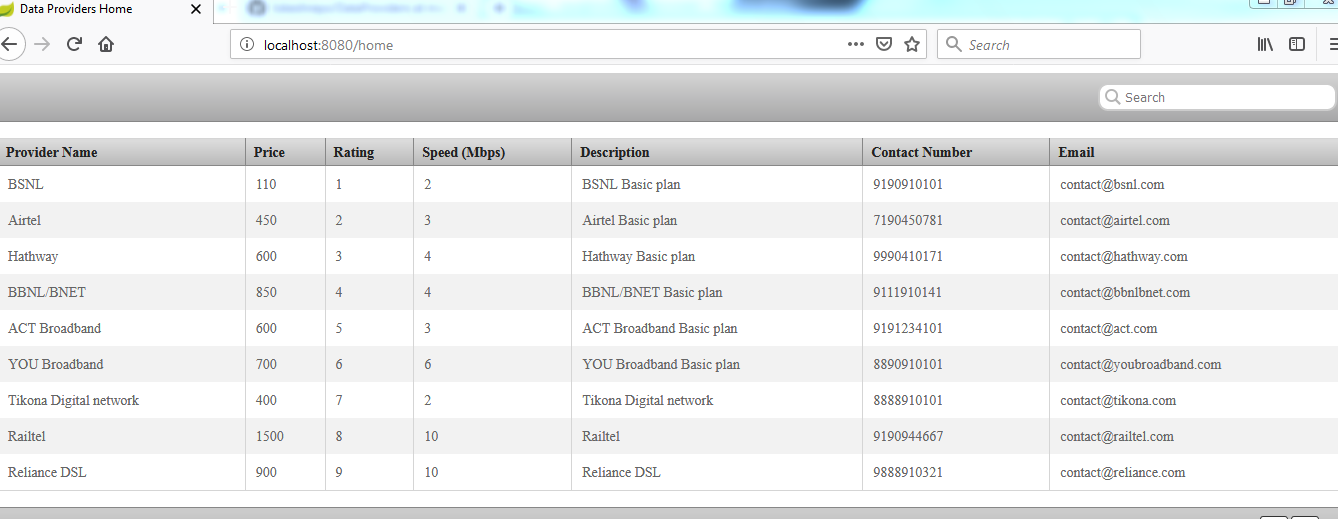 Data Providers Home
localhost:8080/home
Search
Search
Provider Name Price Rating Speed (Mbps) Description Contact Number Email
BSNL 110 1 2 BSNL Basic plan 9190910101 contact@bsnl.com
Airtel 450 2 3 Airtel Basic plan 7190450781 contact@airtel.com
Hathway 600 3 4 Hathway Basic plan 9990410171 contact@hathway.com
BBNL/BNET 850 4 4 BBNL/BNET Basic plan 9111910141 contact@bbnlbnet.com
ACT Broadband 600 5 3 ACT Broadband Basic plan 9191234101 contact@act.com
YOU Broadband 700 6 6 YOU Broadband Basic plan 8890910101 contact@youbroadband.com
Tikona Digital network 400 7 2 Tikona Digital network 8888910101 contact@tikona.com
Railtel 1500 8 10 Railtel 9190944667 contact@railtel.com
Reliance DSL 900 9 10 Reliance DSL 9888910321 contact@reliance.com